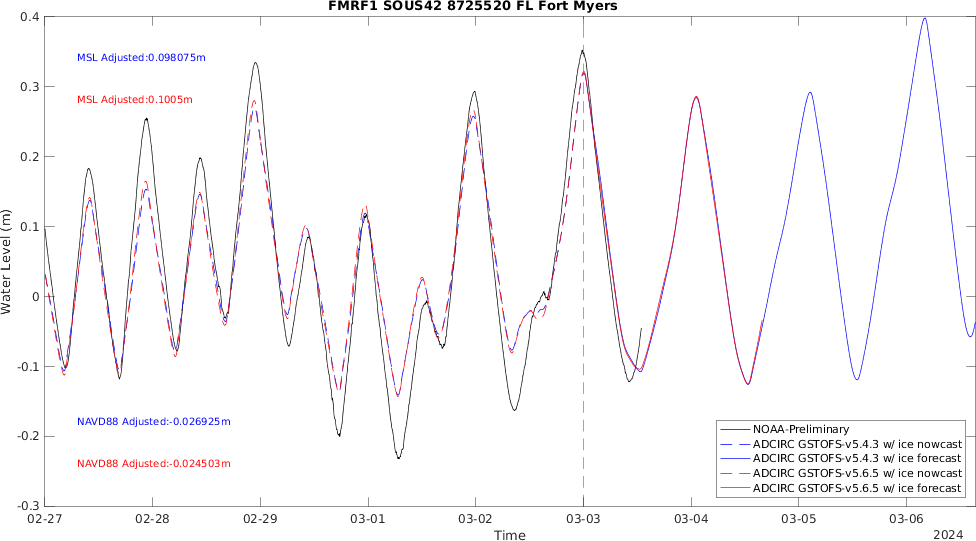 FMRF1 SOUS42 8725520 FL Fort Myers
0.4
0.3
0.2
0.1
0
-0.1
-0.2
-0.3
Water Level (m)
MSL Adjusted:0.098075m
MSL Adjusted:0.1005m
NAVD88 Adjusted:-0.026925m
NAVD88 Adjusted:-0.024503m
NOAA-Preliminary
ADCIRC GSTOFS-v5.4.3 w/ ice nowcast
ADCIRC GSTOFS-v5.4.3 w/ ice forecast
ADCIRC GSTOFS-v5.6.5 w/ ice nowcast
ADCIRC GSTOFS-v5.6.5 w/ ice forecast
02-27 02-28 02-29 03-01 03-02 03-03 03-04 03-05 03-06
Time
2024